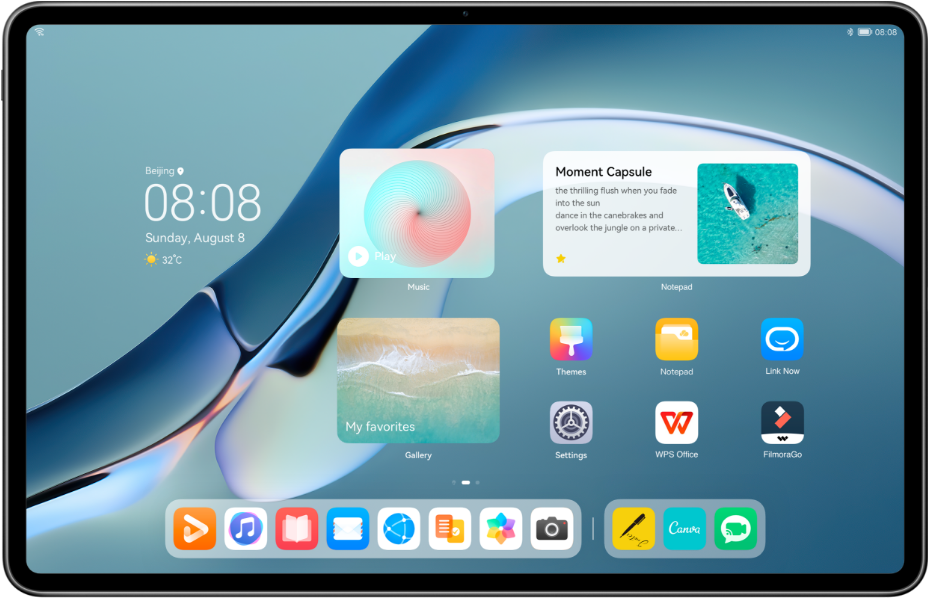 08:08
Beijing
08:08
Sunday, August 8
32°C
Play
Music
Moment Capsule
the thrilling flush when you fade
into the sun
dance in the canebrakes and
overlook the jungle on a private...
Notepad
My favorites
Gallery
Themes
Notepad
Link Now
Settings
WPS Office
FilmoraGo
Canva